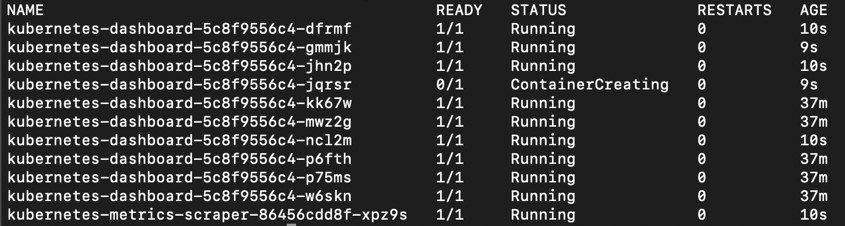 NAME READY STATUS RESTARTS AGE
kubernetes-dashboard-5c8f9556c4-dfrmf 1/1 Running 0 10s
kubernetes-dashboard-5c8f9556c4-gmmjk 1/1 Running 0 9s
kubernetes-dashboard-5c8f9556c4-jhn2p 1/1 Running 0 10s
kubernetes-dashboard-5c8f9556c4-jqrsr 0/1 ContainerCreating 0 9s
kubernetes-dashboard-5c8f9556c4-kk67w 1/1 Running 0 37m
kubernetes-dashboard-5c8f9556c4-mwz2g 1/1 Running 0 37m
kubernetes-dashboard-5c8f9556c4-ncl2m 1/1 Running 0 10s
kubernetes-dashboard-5c8f9556c4-p6fth 1/1 Running 0 37m
kubernetes-dashboard-5c8f9556c4-p75ms 1/1 Running 0 37m
kubernetes-dashboard-5c8f9556c4-w6skn 1/1 Running 0 37m
kubernetes-metrics-scraper-86456cdd8f-xpz9s 1/1 Running 0 10s